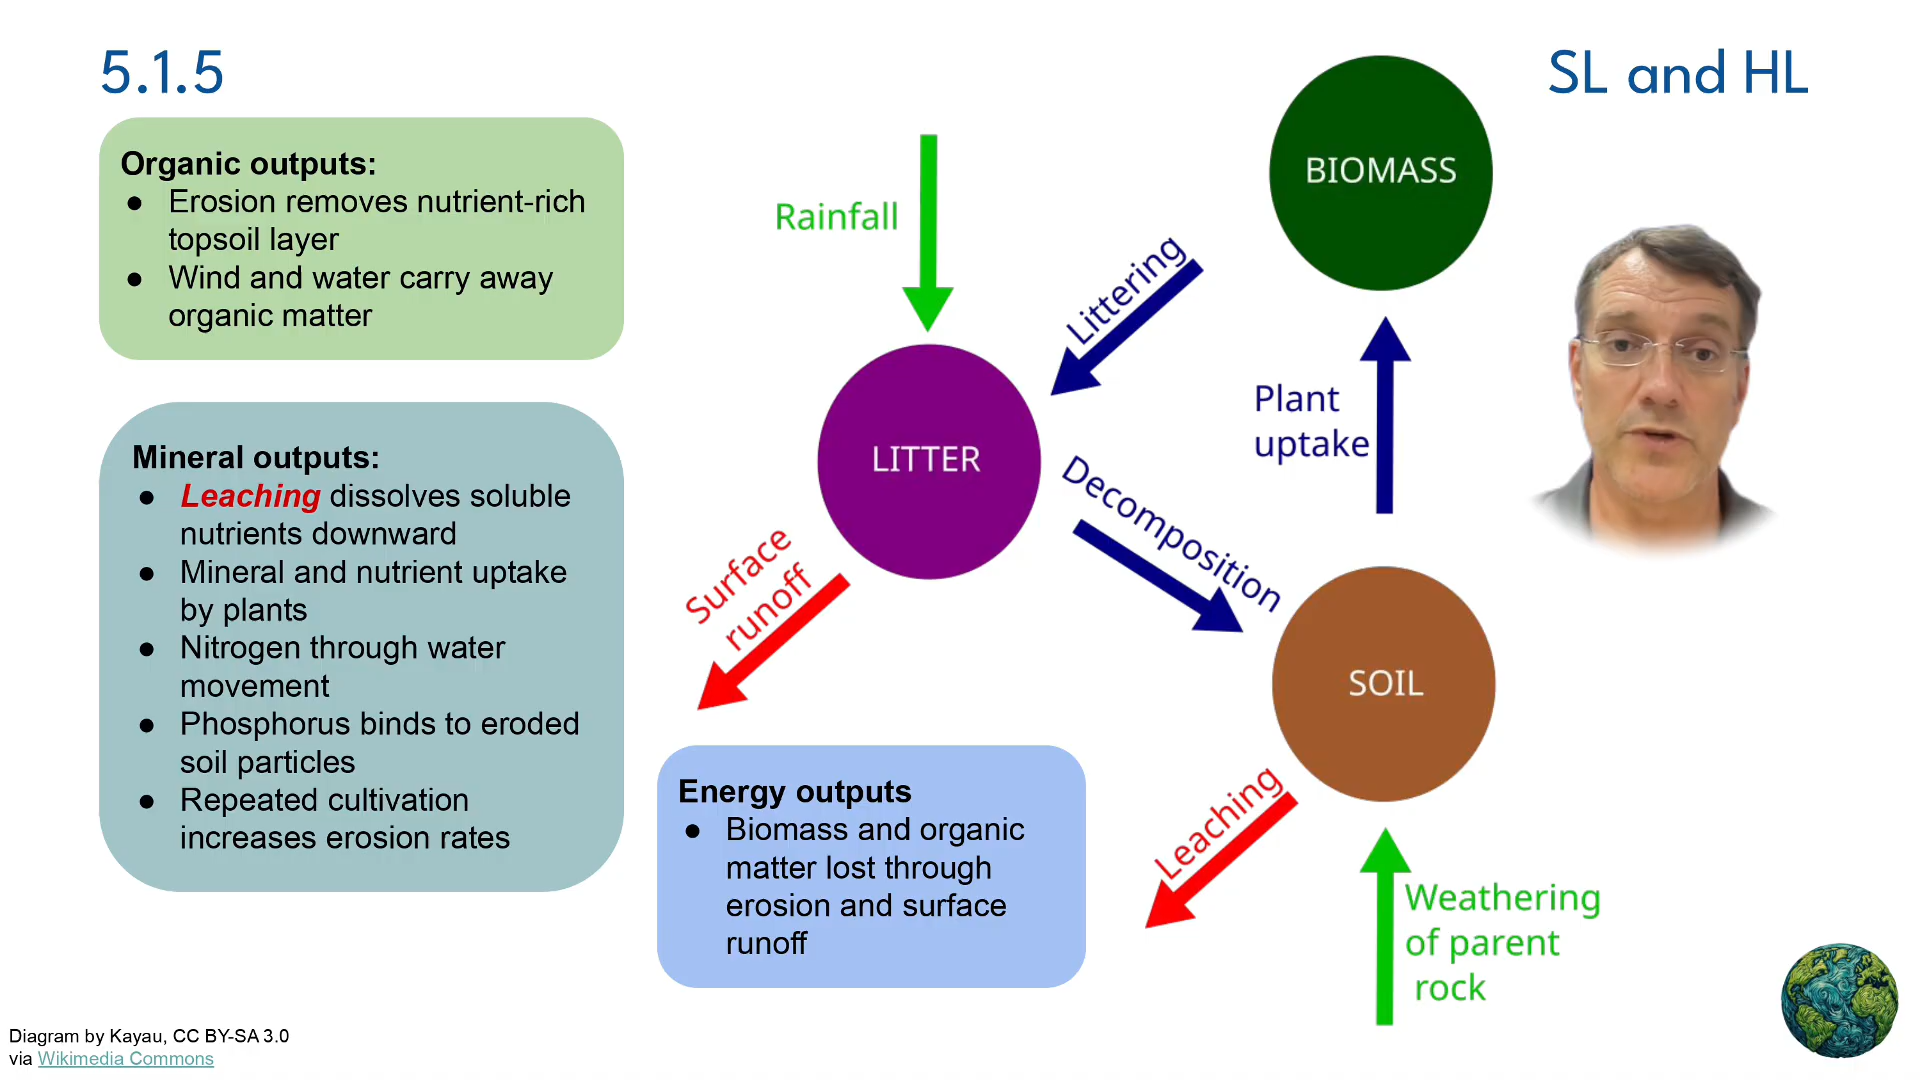 5.1.5
SL and HL
Organic outputs:
● Erosion removes nutrient-rich
topsoil layer
● Wind and water carry away
organic matter
Mineral outputs:
● Leaching dissolves soluble
nutrients downward
● Mineral and nutrient uptake
by plants
● Nitrogen through water
movement
● Phosphorus binds to eroded
soil particles
● Repeated cultivation
increases erosion rates
Energy outputs
● Biomass and organic
matter lost through
erosion and surface
runoff
Rainfall
BIOMASS
Littering
LITTER
Plant
uptake
Decomposition
Surface
runoff
SOIL
Leaching
Weathering
of parent
rock
Diagram by Kayau, CC BY-SA 3.0
via Wikimedia Commons